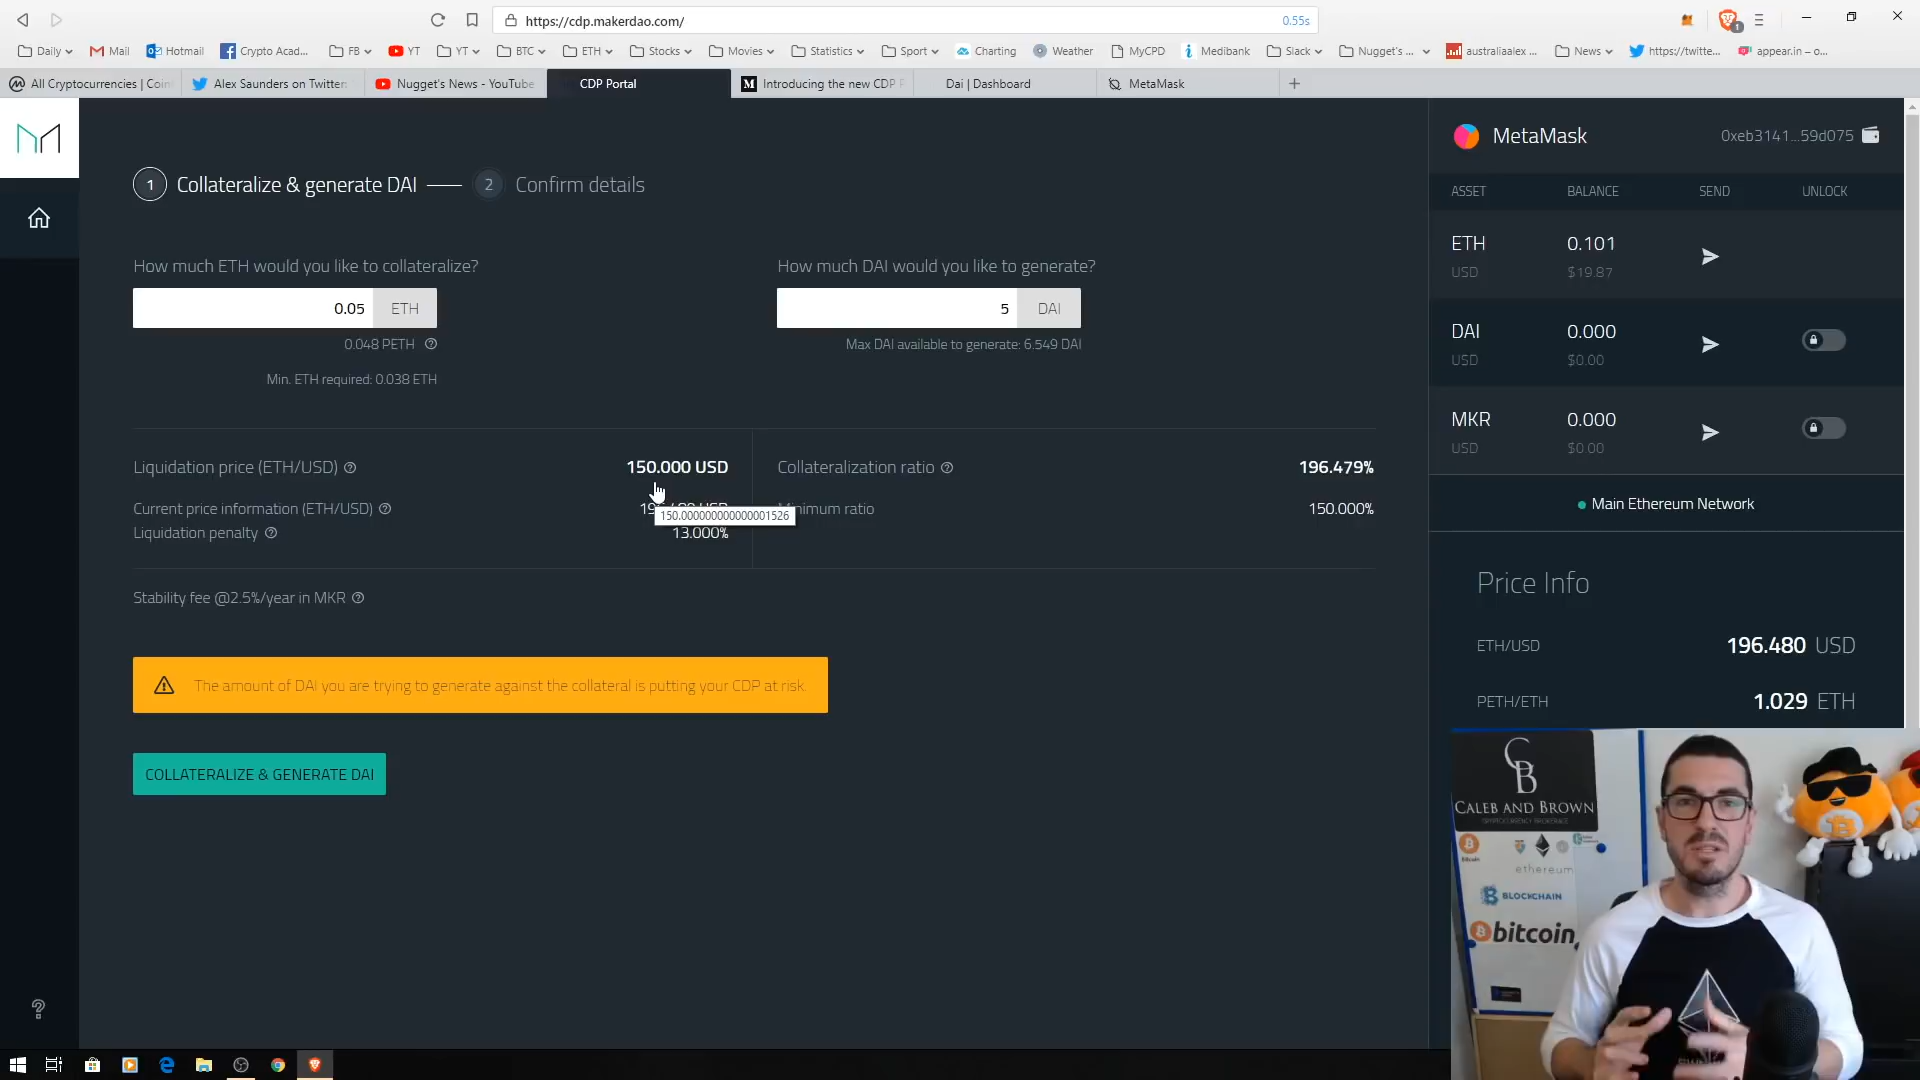 https://cdp.makerdao.com/
0.55s
1
Daily
Mail
Hotmail
Crypto Acad...
FB
YT
YT
BTC
ETH
Stocks
Movies
Statistics
Sport
Charting
Weather
MyCPD
Medibank
Slack
Nugget's ...
australiaalex ...
News
https://twitte...
appear.in – o...
All Cryptocurrencies | Coin
Alex Saunders on Twitter:
Nugget's News - YouTube
CDP Portal
Introducing the new CDP P
Dai | Dashboard
MetaMask
1 Collateralize & generate DAI
2 Confirm details
How much ETH would you like to collateralize?
0.05 ETH
0.048 PETH
Min. ETH required: 0.038 ETH
How much DAI would you like to generate?
5 DAI
Max DAI available to generate: 6.549 DAI
Liquidation price (ETH/USD) 150.000 USD
Current price information (ETH/USD)
150.000000000000001526
Liquidation penalty 13.000%
Collateralization ratio 196.479%
Minimum ratio 150.000%
Stability fee @2.5%/year in MKR
The amount of DAI you are trying to generate against the collateral is putting your CDP at risk
COLLATERALIZE & GENERATE DAI
MetaMask 0xeb3141...59d075
ASSET BALANCE SEND UNLOCK
ETH 0.101
USD $19.87
DAI 0.000
USD $0.00
MKR 0.000
USD $0.00
Main Ethereum Network
Price Info
ETH/USD 196.480 USD
PETH/ETH 1.029 ETH
CB
CALEB AND BROWN
CRYPTOCURRENCY BROKERAGE
bitcoin
ethereum
BLOCKCHAIN
bitcoin